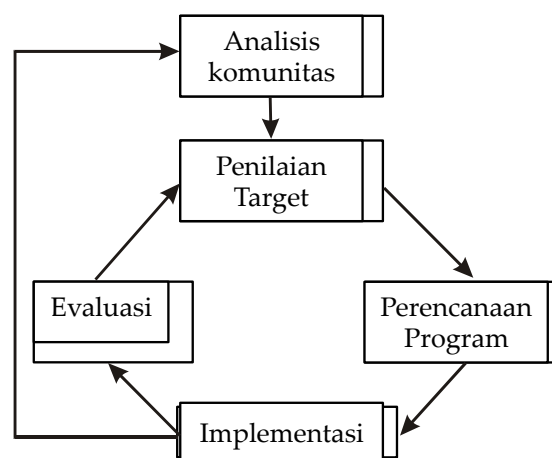 Analisis
komunitas
Penilaian
Target
Evaluasi
Perencanaan
Program
Implementasi